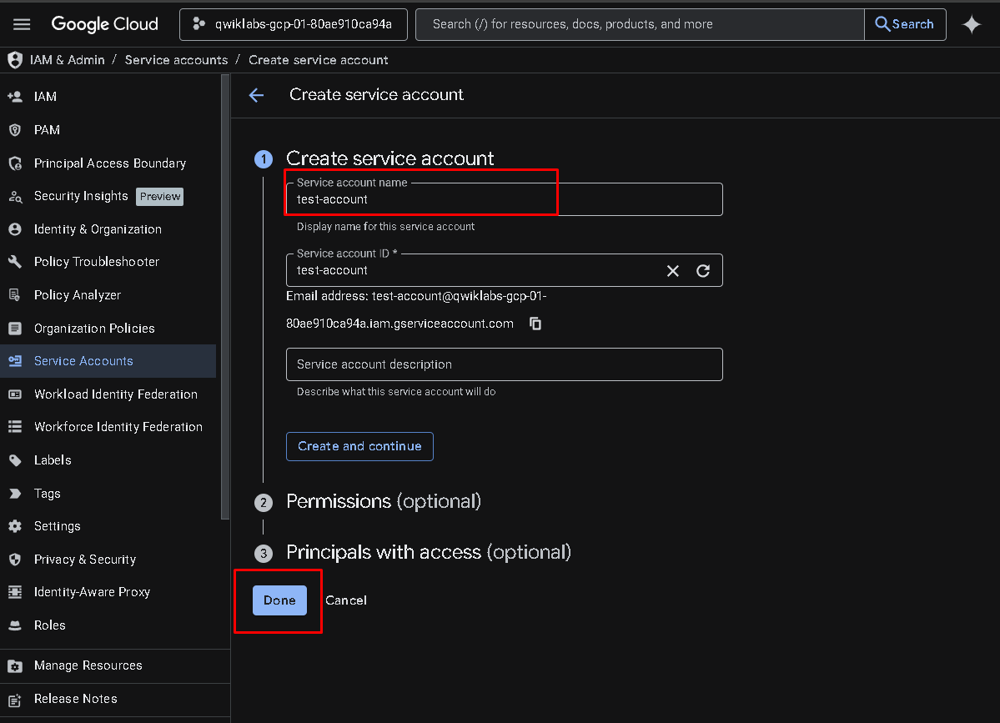 Google Cloud
qwiklabs-gcp-01-80ae910ca94a
Search (/) for resources, docs, products, and more
Search
IAM & Admin / Service accounts / Create service account
IAM
PAM
Principal Access Boundary
Security Insights Preview
Identity & Organization
Policy Troubleshooter
Policy Analyzer
Organization Policies
Service Accounts
Workload Identity Federation
Workforce Identity Federation
Labels
Tags
Settings
Privacy & Security
Identity-Aware Proxy
Roles
Manage Resources
Release Notes
Create service account
1 Create service account
Service account name
test-account
Display name for this service account
Service account ID *
test-account
Email address: test-account@qwiklabs-gcp-01-
80ae910ca94a.iam.gserviceaccount.com
Service account description
Describe what this service account will do
Create and continue
2 Permissions (optional)
3 Principals with access (optional)
Done Cancel